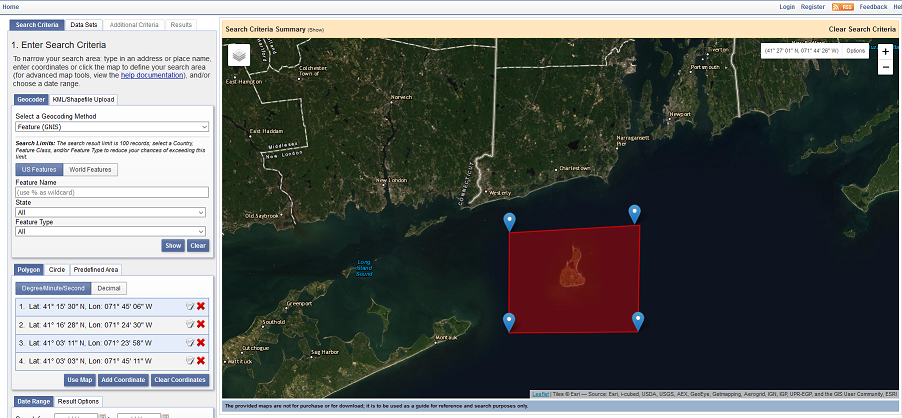 Home
Login Register RSS Feedback Help
Search Criteria Data Sets Additional Criteria Results
1. Enter Search Criteria
To narrow your search area: type in an address or place name,
enter coordinates or click the map to define your search area
(for advanced map tools, view the help documentation), and/or
choose a date range.
Geocoder KML/Shapefile Upload
Select a Geocoding Method
Feature (GNIS)
Search Limits: The search result limit is 100 records; select a Country,
Feature Class, and/or Feature Type to reduce your chances of exceeding this
limit.
US Features World Features
Feature Name
(use % as wildcard)
State
All
Feature Type
All
Show Clear
Polygon Circle Predefined Area
Degree/Minute/Second Decimal
1. Lat: 41° 15' 30" N, Lon: 071° 45' 06" W
2. Lat: 41° 16' 28" N, Lon: 071° 24' 30" W
3. Lat: 41° 03' 11" N, Lon: 071° 23' 58" W
4. Lat: 41° 03' 03" N, Lon: 071° 45' 11" W
Use Map Add Coordinate Clear Coordinates
Date Range Result Options
Search Criteria Summary (Show) Clear Search Criteria
(41° 27' 01" N, 071° 44' 26" W) Options
+
−
Hartford
Tolland
Colchester,
Town of
East Hampton
Norwich
East Haddam
Middlesex
New London
New London
CONNECTICUT
Old Saybrook
Westerly
Charlestown
Narragansett
Pier
Newport
Portsmouth
Tiverton
Long
Island
Sound
Greenport
Southold
Cutchogue
Mattituck
Sag Harbor
Montauk
Leaflet | Tiles © Esri — Source: Esri, i-cubed, USDA, USGS, AEX, GeoEye, Getmapping, Aerogrid, IGN, IGP, UPR-EGP, and the GIS User Community, ESRI
The provided maps are not for purchase or for download; it is to be used as a guide for reference and search purposes only.